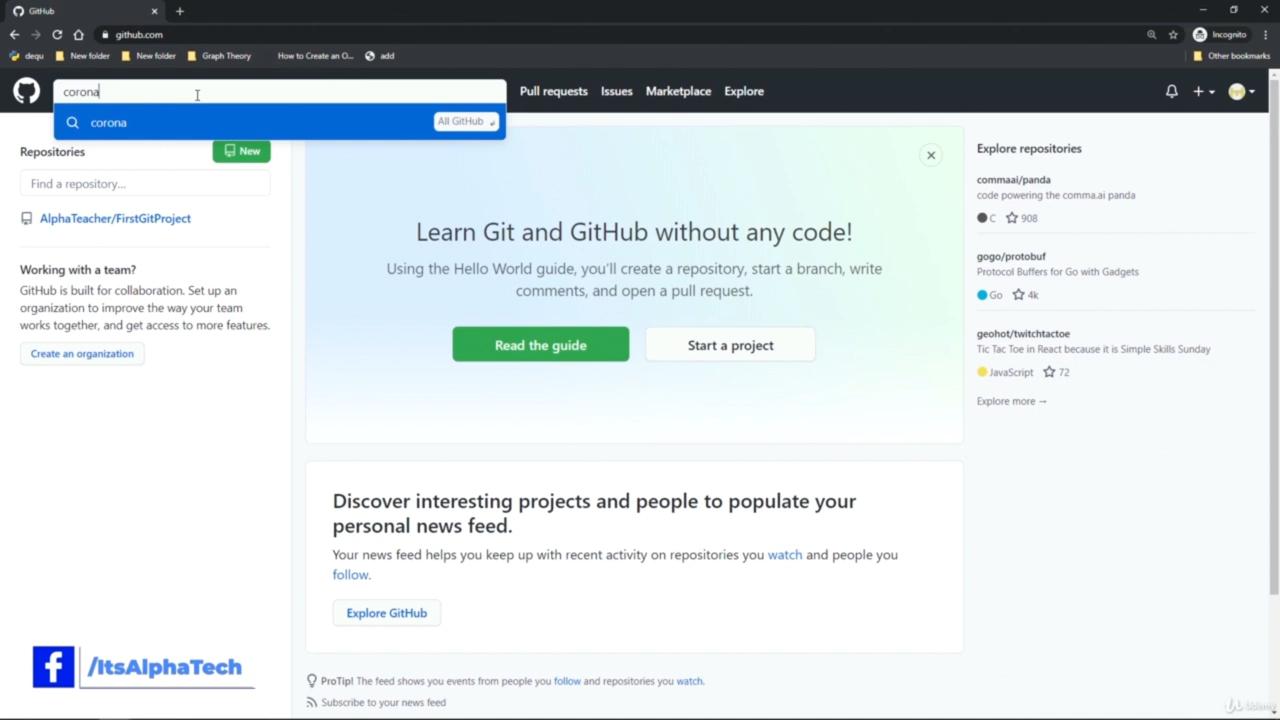 GitHub
github.com
Incognito
dequ
New folder
New folder
Graph Theory
How to Create an O...
add
Other bookmarks
corona
Pull requests
Issues
Marketplace
Explore
corona
All GitHub
Repositories
New
Find a repository...
AlphaTeacher/FirstGitProject
Working with a team?
GitHub is built for collaboration. Set up an
organization to improve the way your team
works together, and get access to more features.
Create an organization
Learn Git and GitHub without any code!
Using the Hello World guide, you'll create a repository, start a branch, write
comments, and open a pull request.
Read the guide
Start a project
Discover interesting projects and people to populate your
personal news feed.
Your news feed helps you keep up with recent activity on repositories you watch and people you
follow.
Explore GitHub
ProTip! The feed shows you events from people you follow and repositories you watch.
Subscribe to your news feed
Explore repositories
commaai/panda
code powering the comma.ai panda
C 908
gogo/protobuf
Protocol Buffers for Go with Gadgets
Go 4k
geohot/twitchtactoe
Tic Tac Toe in React because it is Simple Skills Sunday
JavaScript 72
Explore more →
f /ItsAlphaTech
Udemy